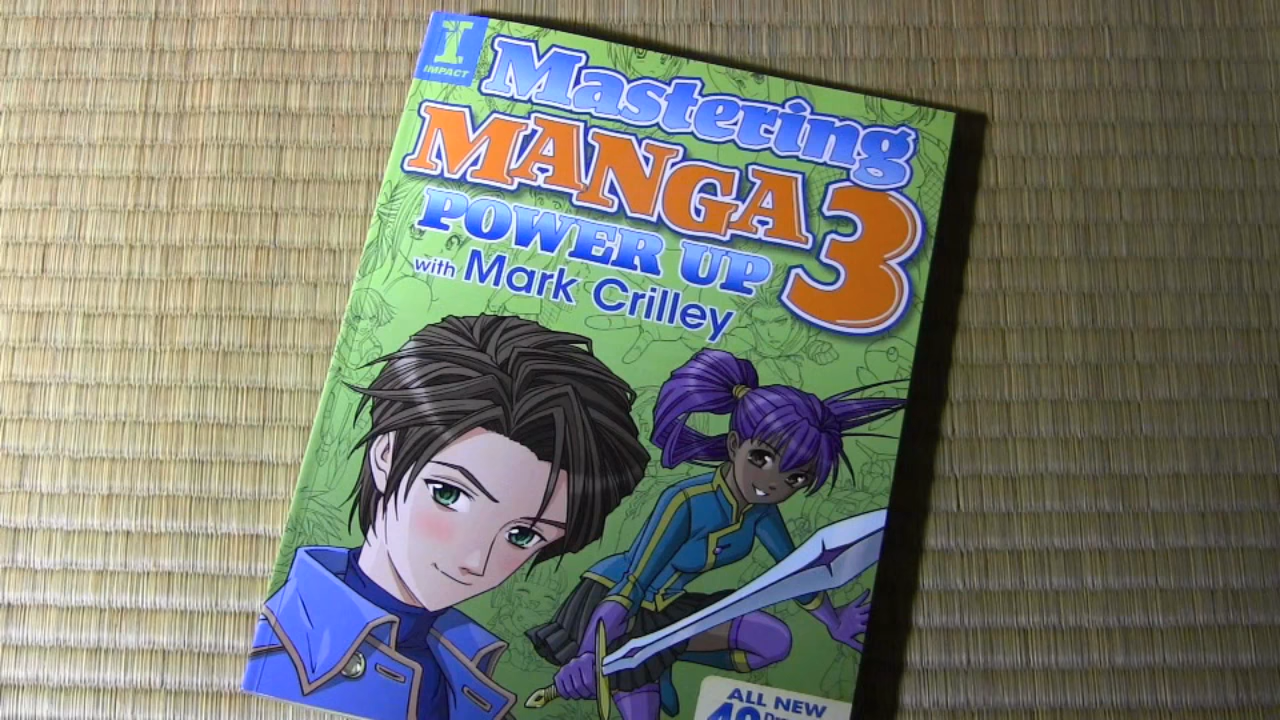 IMPACT
Mastering
MANGA 3
POWER UP
with Mark Crilley
ALL NEW